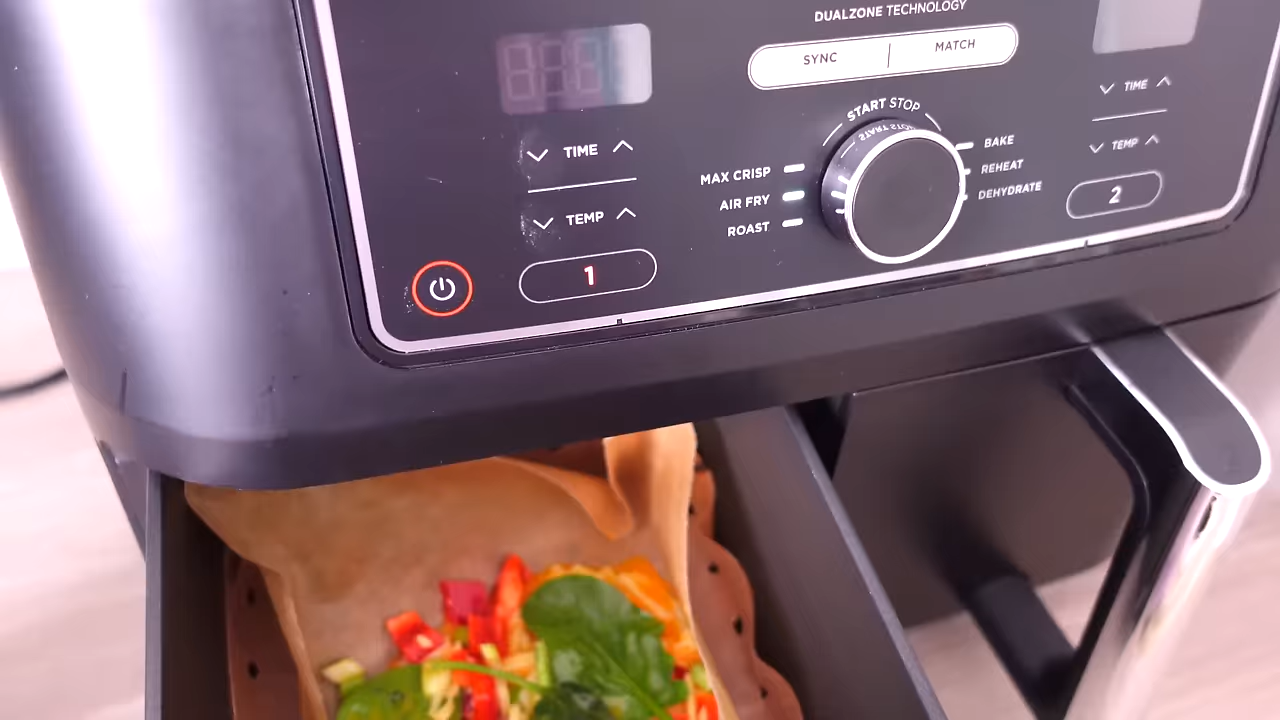 DUALZONE TECHNOLOGY
SYNC MATCH
START STOP
TIME
TEMP
1
MAX CRISP
AIR FRY
ROAST
BAKE
REHEAT
DEHYDRATE
TIME
TEMP
2